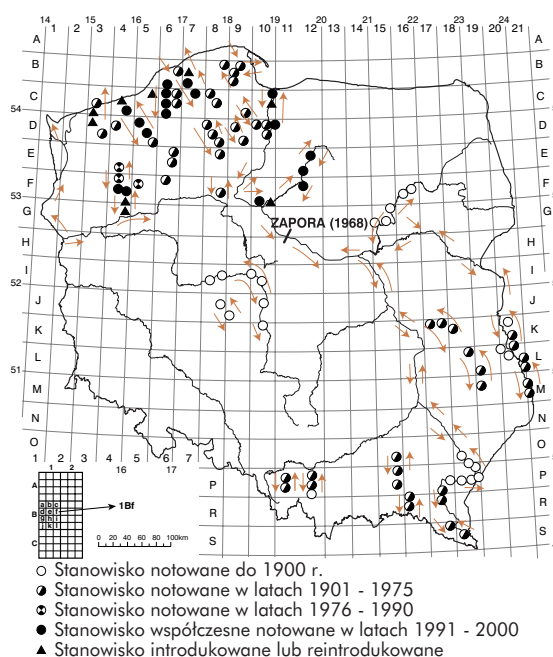 14 15 16 17 18 19 20 21 22 23 24
15 1 2 3 4 5 6 7 8 9 10 11 12 13 14 15 16 17 18 19 20 21
A A
B B
C C
54
D D
E E
F F
53
G G
ZAPORA (1968)
H H
I I
52
J J
K K
L L
51
M M
N N
O O
P P
R R
S S
1 2
A
a b c
B d e f
g h i
j k l
C
1Bf
0 20 40 60 80 100km
Stanowisko notowane do 1900 r.
Stanowisko notowane w latach 1901 - 1975
Stanowisko notowane w latach 1976 - 1990
Stanowisko współczesne notowane w latach 1991 - 2000
Stanowisko introdukowane lub reintrodukowane